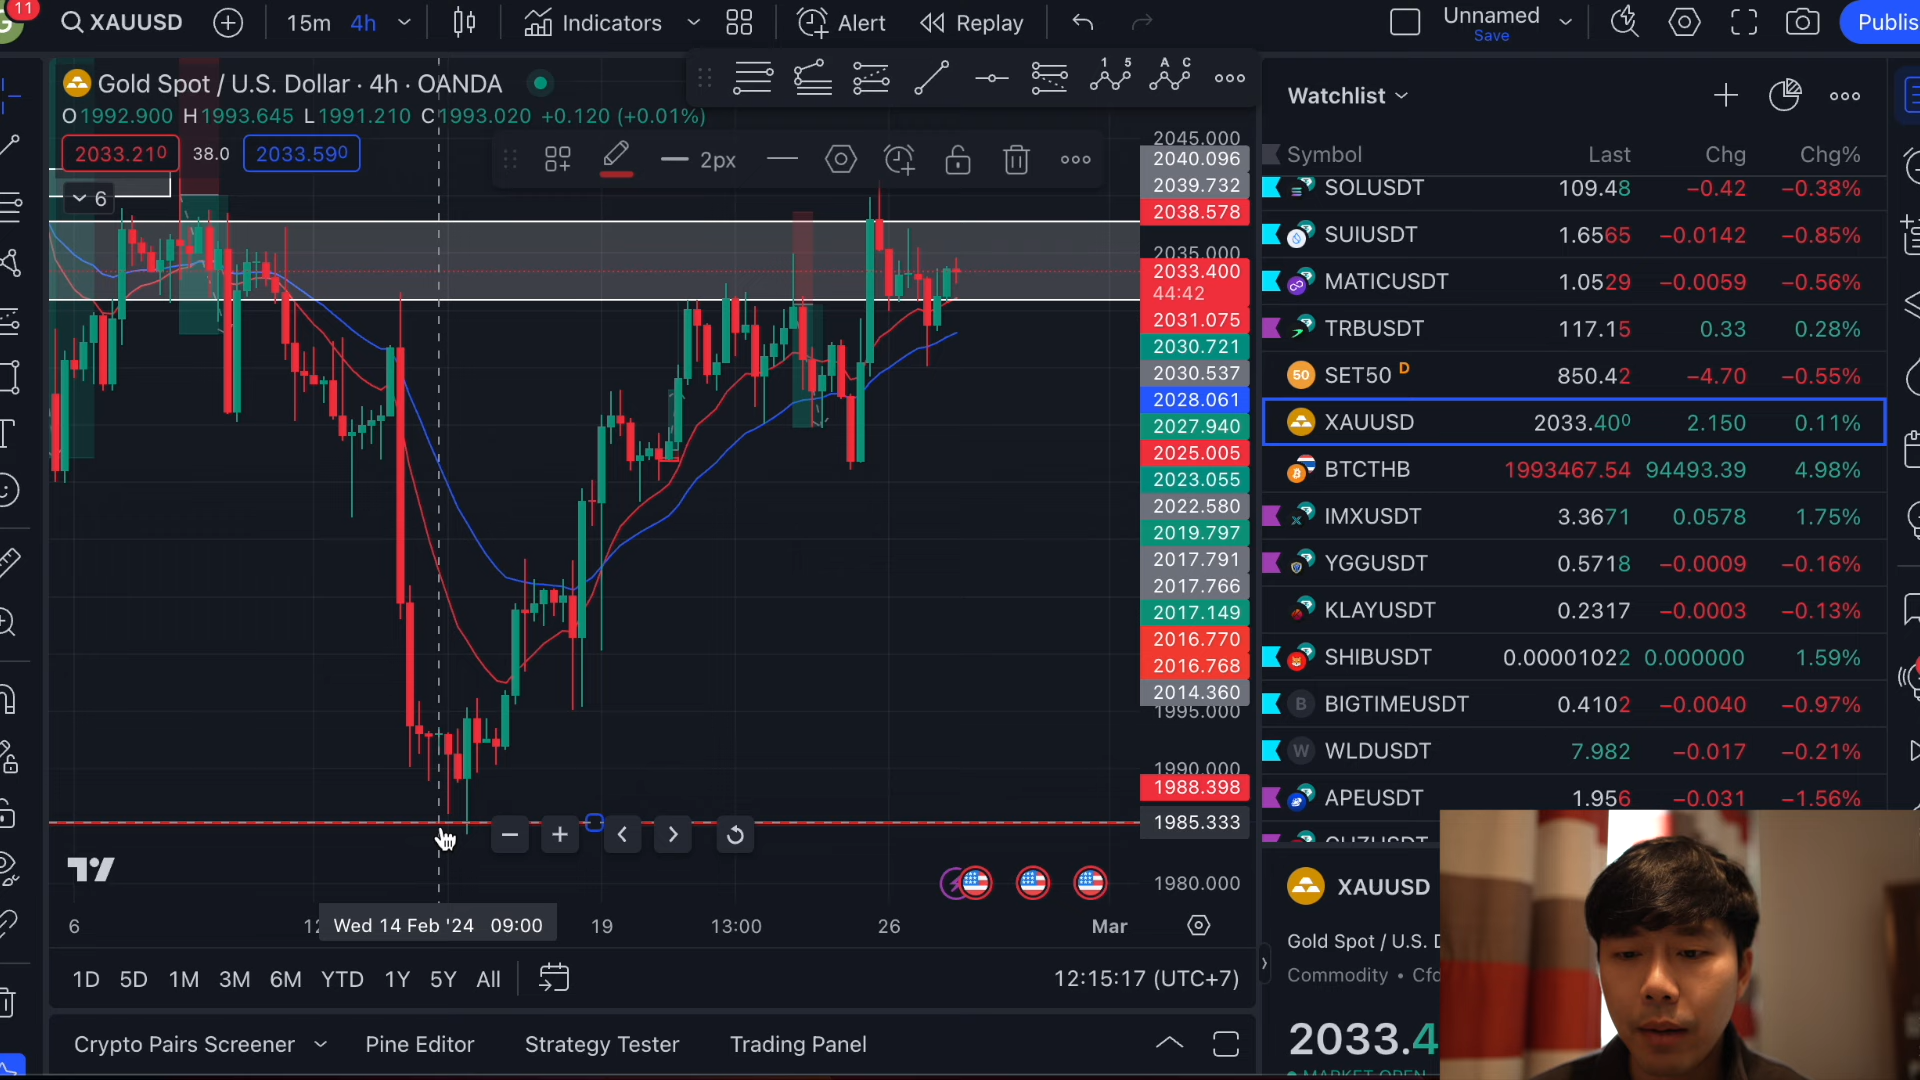 11
XAUUSD
15m 4h
Indicators
Alert
Replay
Unnamed
Save
Publis
Gold Spot / U.S. Dollar · 4h · OANDA
O1992.900 H1993.645 L1991.210 C1993.020 +0.120 (+0.01%)
2033.210 38.0 2033.590
6
2px
1 5
A C
2045.000
2040.096
2039.732
2038.578
2035.000
2033.400
44:42
2031.075
2030.721
2030.537
2028.061
2027.940
2025.005
2023.055
2022.580
2019.797
2017.791
2017.766
2017.149
2016.770
2016.768
2014.360
1995.000
1990.000
1988.398
1985.333
1980.000
6
Wed 14 Feb '24 09:00
19
13:00
26
Mar
1D 5D 1M 3M 6M YTD 1Y 5Y All
12:15:17 (UTC+7)
Crypto Pairs Screener
Pine Editor
Strategy Tester
Trading Panel
Watchlist
Symbol Last Chg Chg%
SOLUSDT 109.48 −0.42 −0.38%
SUIUSDT 1.6565 −0.0142 −0.85%
MATICUSDT 1.0529 −0.0059 −0.56%
TRBUSDT 117.15 0.33 0.28%
50 SET50 D 850.42 −4.70 −0.55%
XAUUSD 2033.400 2.150 0.11%
BTCTHB 1993467.54 94493.39 4.98%
IMXUSDT 3.3671 0.0578 1.75%
YGGUSDT 0.5718 −0.0009 −0.16%
KLAYUSDT 0.2317 −0.0003 −0.13%
SHIBUSDT 0.00001022 0.000000 1.59%
B BIGTIMEUSDT 0.4102 −0.0040 −0.97%
W WLDUSDT 7.982 −0.017 −0.21%
APEUSDT 1.956 −0.031 −1.56%
XAUUSD
Gold Spot / U.S. D
Commodity • Cfd
2033.4
MARKET OPEN